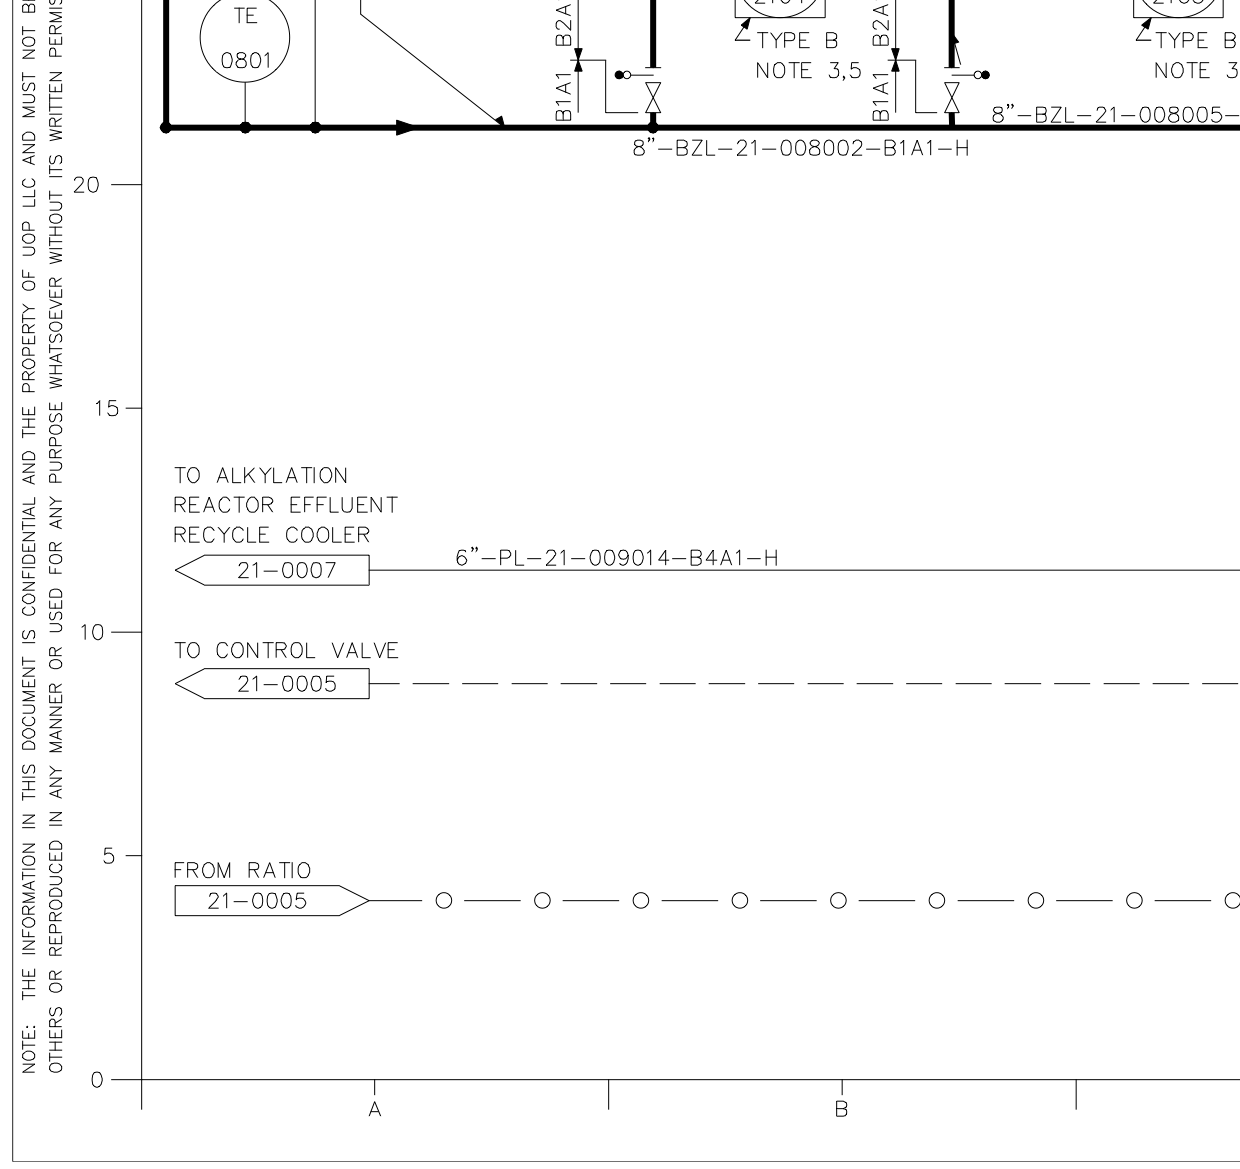 TE
0801
B2A
B1A1
2104
TYPE B
NOTE 3,5
B2A
B1A1
TYPE B
NOTE 3
8"-BZL-21-008005-
8"-BZL-21-008002-B1A1-H
20
15
TO ALKYLATION
REACTOR EFFLUENT
RECYCLE COOLER
21-0007
6"-PL-21-009014-B4A1-H
10
TO CONTROL VALVE
21-0005
5
FROM RATIO
21-0005
0
A
B
NOTE: THE INFORMATION IN THIS DOCUMENT IS CONFIDENTIAL AND THE PROPERTY OF UOP LLC AND MUST NOT BE
OTHERS OR REPRODUCED IN ANY MANNER OR USED FOR ANY PURPOSE WHATSOEVER WITHOUT ITS WRITTEN PERMIS